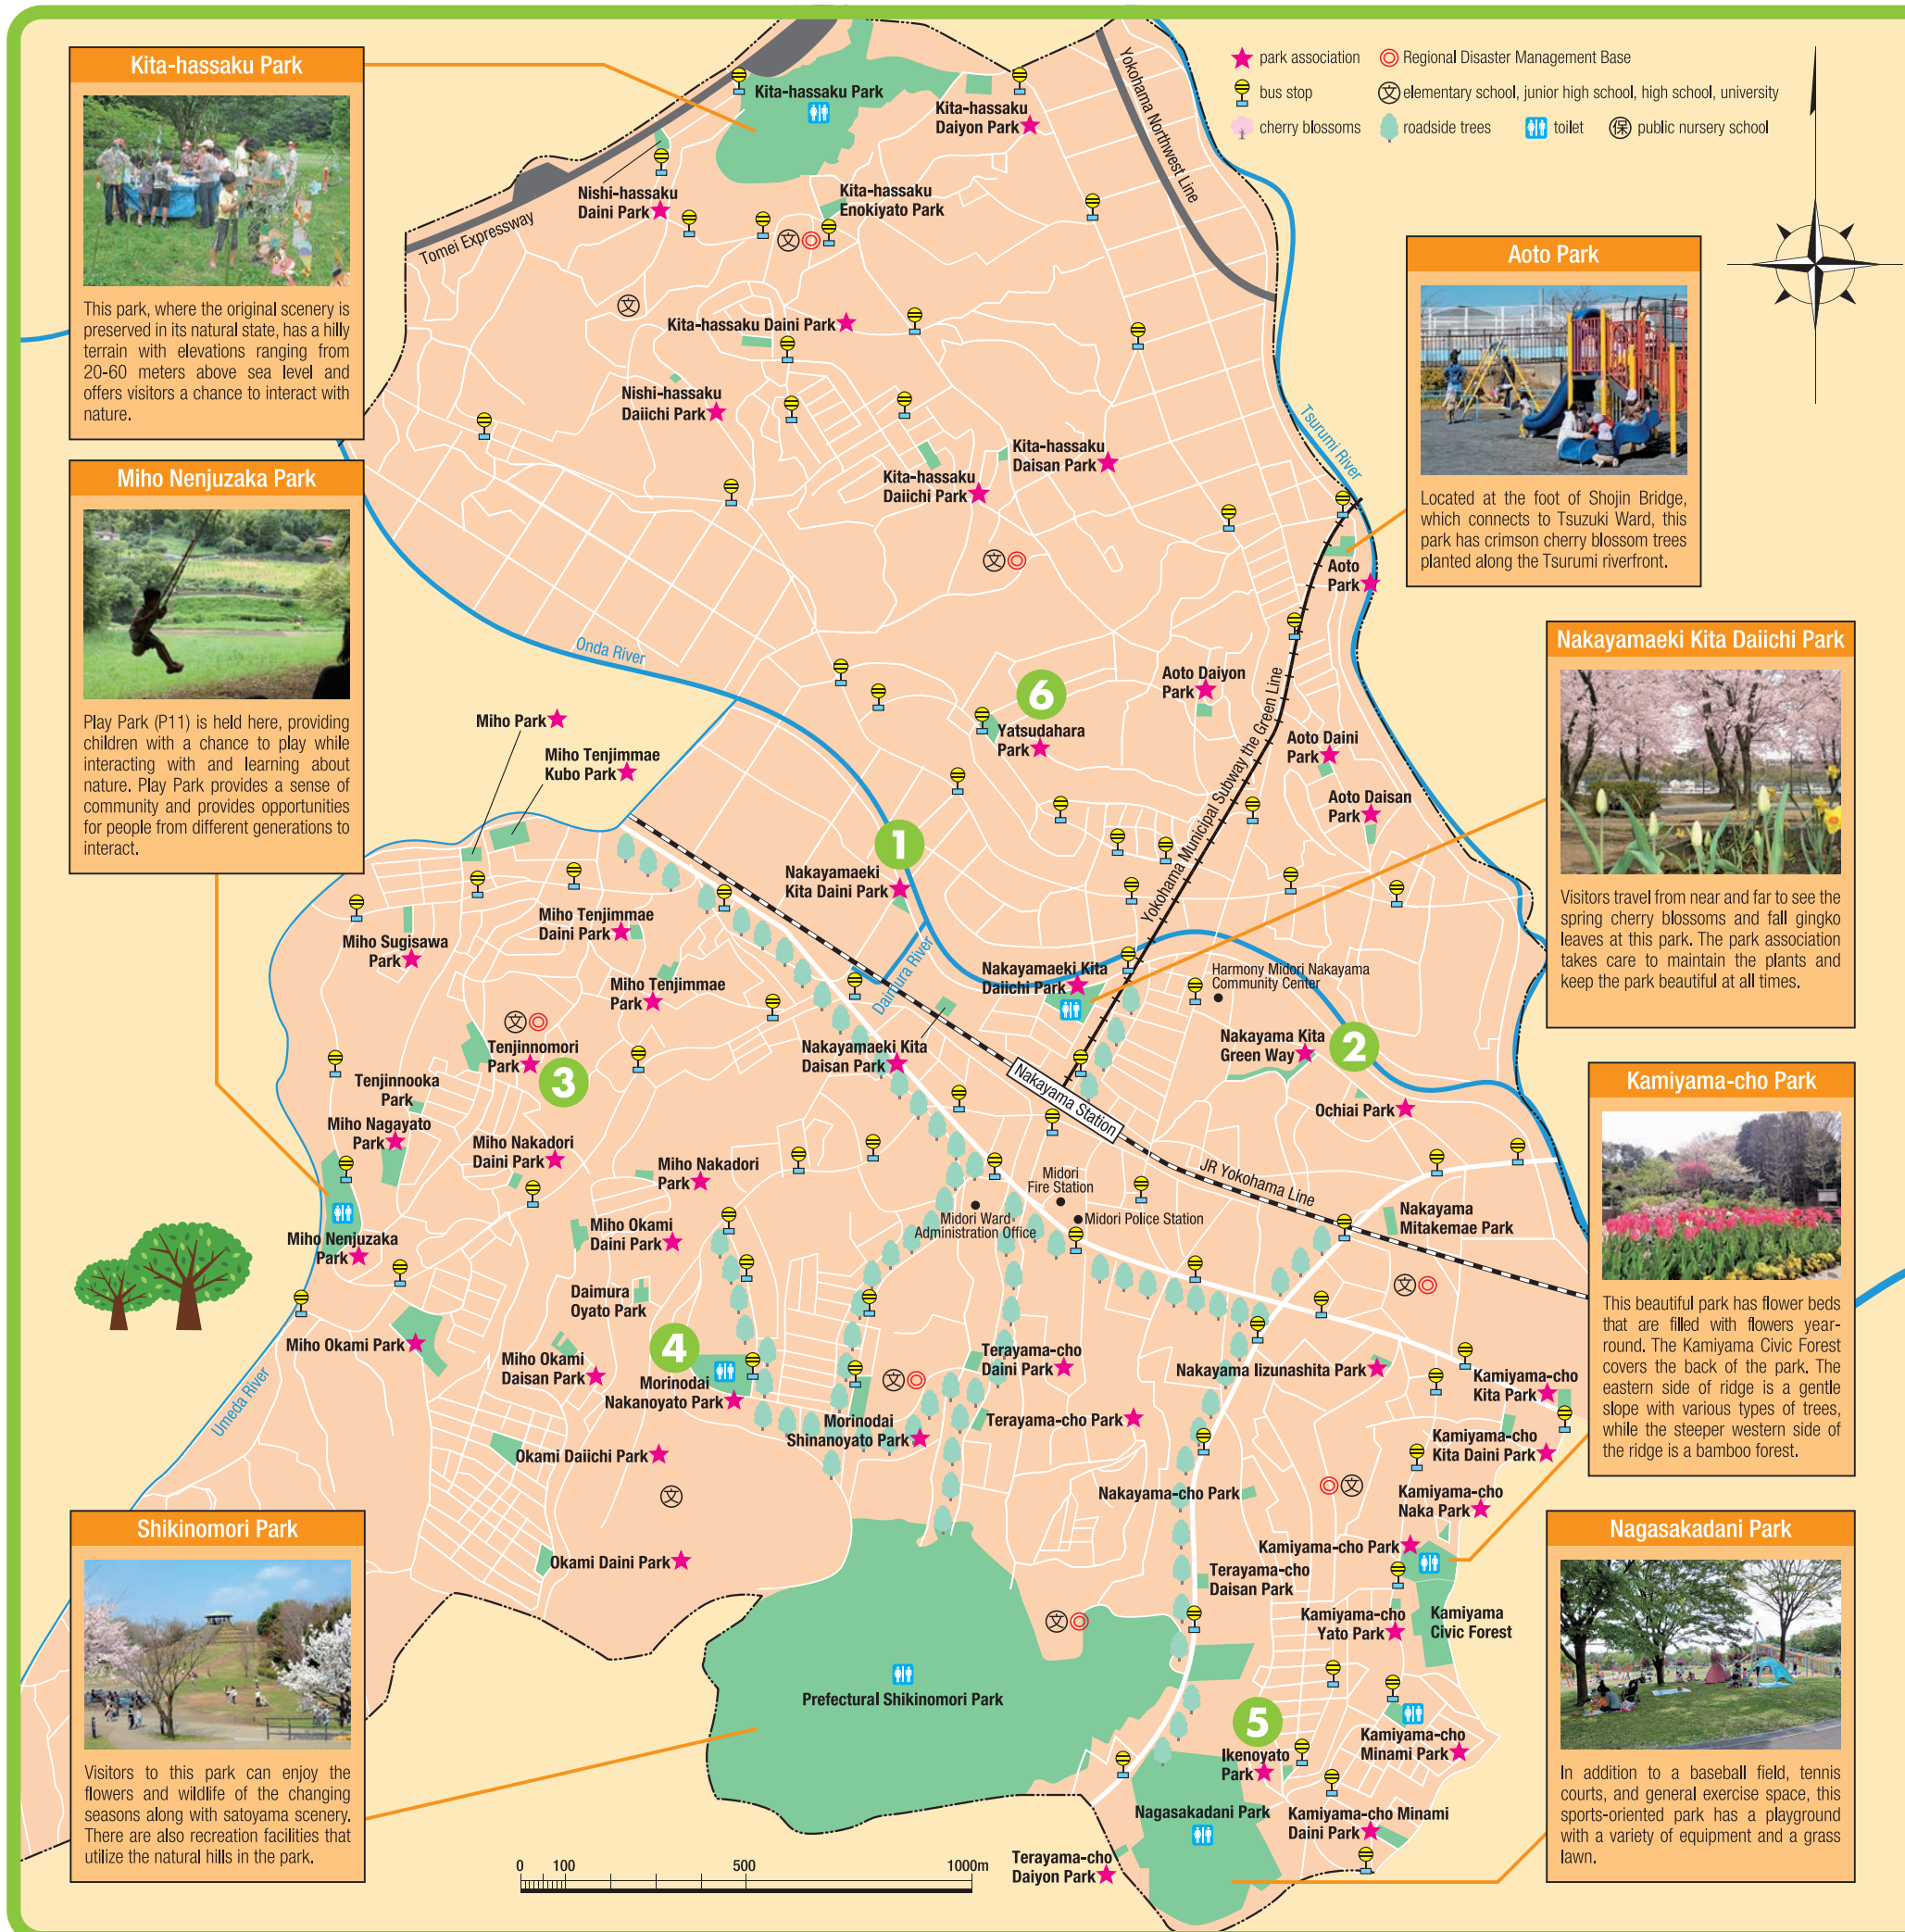 Kita-hassaku Park
This park, where the original scenery is
preserved in its natural state, has a hilly
terrain with elevations ranging from
20-60 meters above sea level and
offers visitors a chance to interact with
nature.
Miho Nenjuzaka Park
Play Park (P11) is held here, providing
children with a chance to play while
interacting with and learning about
nature. Play Park provides a sense of
community and provides opportunities
for people from different generations to
interact.
Shikinomori Park
Visitors to this park can enjoy the
flowers and wildlife of the changing
seasons along with satoyama scenery.
There are also recreation facilities that
utilize the natural hills in the park.
park association
Regional Disaster Management Base
bus stop
文 elementary school, junior high school, high school, university
cherry blossoms
roadside trees
toilet
保 public nursery school
Aoto Park
Located at the foot of Shojin Bridge,
which connects to Tsuzuki Ward, this
park has crimson cherry blossom trees
planted along the Tsurumi riverfront.
Nakayamaeki Kita Daiichi Park
Visitors travel from near and far to see the
spring cherry blossoms and fall gingko
leaves at this park. The park association
takes care to maintain the plants and
keep the park beautiful at all times.
Kamiyama-cho Park
This beautiful park has flower beds
that are filled with flowers year-
round. The Kamiyama Civic Forest
covers the back of the park. The
eastern side of ridge is a gentle
slope with various types of trees,
while the steeper western side of
the ridge is a bamboo forest.
Nagasakadani Park
In addition to a baseball field, tennis
courts, and general exercise space, this
sports-oriented park has a playground
with a variety of equipment and a grass
lawn.
Kita-hassaku Park
Kita-hassaku
Daiyon Park
Yokohama Northwest Line
Nishi-hassaku
Daini Park
Kita-hassaku
Enokiyato Park
Tomei Expressway
文
文
Kita-hassaku Daini Park
Nishi-hassaku
Daiichi Park
Tsurumi River
Kita-hassaku
Daisan Park
Kita-hassaku
Daiichi Park
文
Aoto
Park
Onda River
6
Yatsudahara
Park
Aoto Daiyon
Park
Yokohama Municipal Subway the Green Line
Aoto Daini
Park
Aoto Daisan
Park
Miho Park
Miho Tenjimmae
Kubo Park
1
Nakayamaeki
Kita Daini Park
Miho Sugisawa
Park
Miho Tenjimmae
Daini Park
Miho Tenjimmae
Park
Daimura River
Nakayamaeki Kita
Daiichi Park
Harmony Midori Nakayama
Community Center
文
Tenjinnomori
Park
3
Nakayamaeki Kita
Daisan Park
Nakayama Station
Nakayama Kita
Green Way
2
Ochiai Park
Tenjinnooka
Park
Miho Nagayato
Park
Miho Nakadori
Daini Park
Miho Nakadori
Park
JR Yokohama Line
Midori
Fire Station
Midori Ward
Administration Office
Midori Police Station
Nakayama
Mitakemae Park
Miho Nenjuzaka
Park
Miho Okami
Daini Park
文
Daimura
Oyato Park
Miho Okami Park
Umeda River
Miho Okami
Daisan Park
4
Morinodai
Nakanoyato Park
文
Terayama-cho
Daini Park
Nakayama Iizunashita Park
Kamiyama-cho
Kita Park
Morinodai
Shinanoyato Park
Terayama-cho Park
Kamiyama-cho
Kita Daini Park
Okami Daiichi Park
文
Nakayama-cho Park
文
Kamiyama-cho
Naka Park
Okami Daini Park
Kamiyama-cho Park
Terayama-cho
Daisan Park
文
Kamiyama-cho
Yato Park
Kamiyama
Civic Forest
Prefectural Shikinomori Park
5
Ikenoyato
Park
Kamiyama-cho
Minami Park
Nagasakadani Park
Kamiyama-cho Minami
Daini Park
Terayama-cho
Daiyon Park
0 100 500 1000m